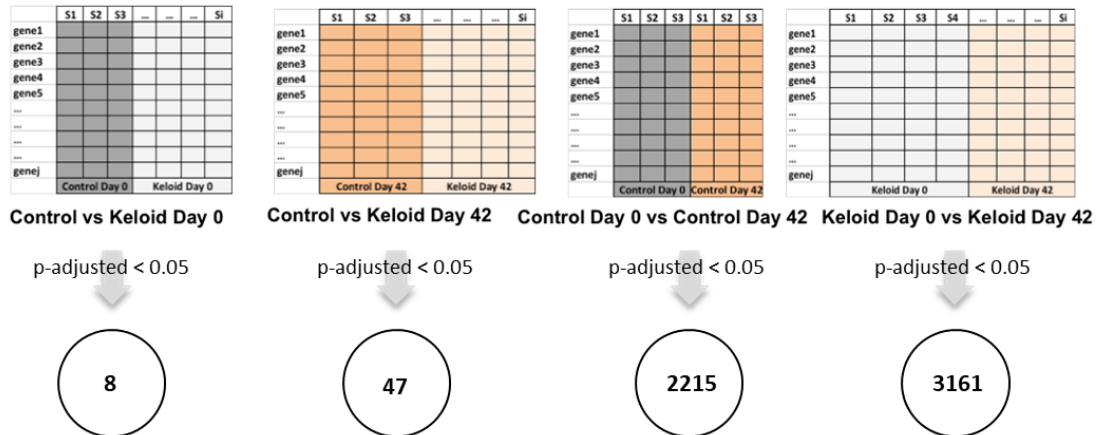 S1 S2 S3 ... ... ... Si
gene1
gene2
gene3
gene4
gene5
...
...
...
...
genej
Control Day 0 Keloid Day 0
Control vs Keloid Day 0
p-adjusted < 0.05
8
S1 S2 S3 ... ... ... Si
gene1
gene2
gene3
gene4
gene5
...
...
...
...
genej
Control Day 42 Keloid Day 42
Control vs Keloid Day 42
p-adjusted < 0.05
47
S1 S2 S3 S1 S2 S3
gene1
gene2
gene3
gene4
gene5
...
...
...
...
genej
Control Day 0 Control Day 42
Control Day 0 vs Control Day 42
p-adjusted < 0.05
2215
S1 S2 S3 S4 ... ... ... Si
gene1
gene2
gene3
gene4
gene5
...
...
...
...
genej
Keloid Day 0 Keloid Day 42
Keloid Day 0 vs Keloid Day 42
p-adjusted < 0.05
3161